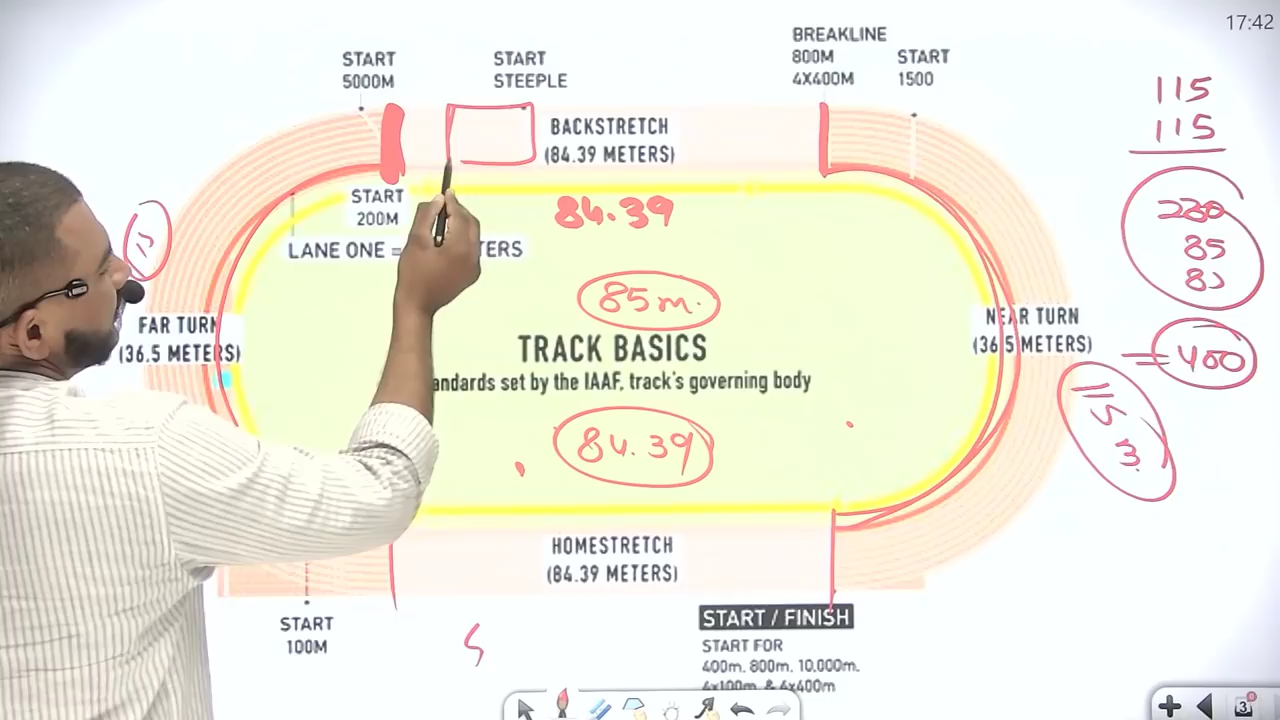 17:42
START
5000M
START
STEEPLE
BREAKLINE
800M
4X400M
START
1500
115
115
230
85
85
= 400
BACKSTRETCH
(84.39 METERS)
START
200M
84.39
LANE ONE =
TERS
85m.
FAR TURN
(36.5 METERS)
NEAR TURN
(36.5 METERS)
115 m.
TRACK BASICS
andards set by the IAAF, track's governing body
84.39
HOMESTRETCH
(84.39 METERS)
START
100M
START / FINISH
START FOR
400m, 800m, 10,000m,
4x100m, & 4x400m
3